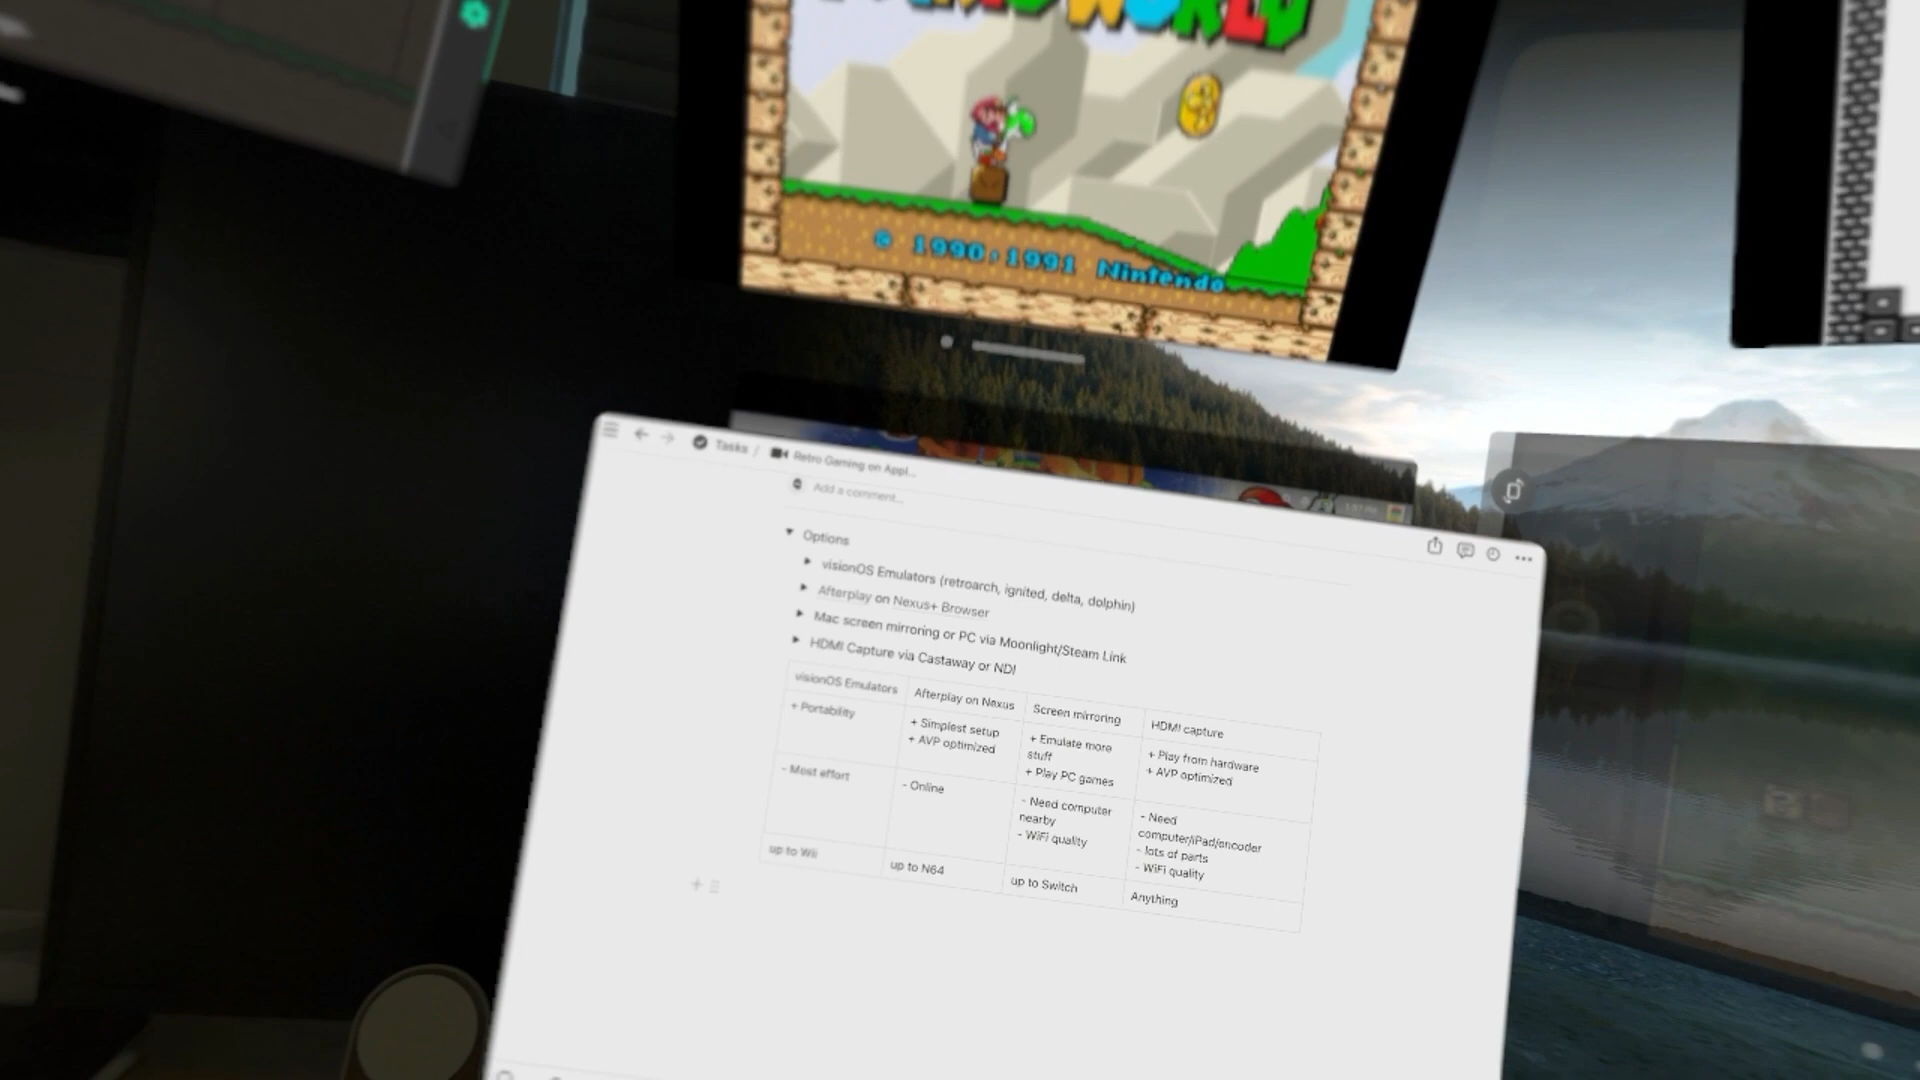 WORLD
© 1990,1991 Nintendo
Tasks / Retro Gaming on Appl...
Add a comment...
Options
visionOS Emulators (retroarch, ignited, delta, dolphin)
Afterplay on Nexus+ Browser
Mac screen mirroring or PC via Moonlight/Steam Link
HDMI Capture via Castaway or NDI
visionOS Emulators
Afterplay on Nexus
Screen mirroring
HDMI capture
+ Portability
+ Simplest setup
+ AVP optimized
+ Emulate more
stuff
+ Play PC games
+ Play from hardware
+ AVP optimized
- Most effort
- Online
- Need computer
nearby
- WiFi quality
- Need
computer/iPad/encoder
- lots of parts
- WiFi quality
up to Wii
up to N64
up to Switch
Anything